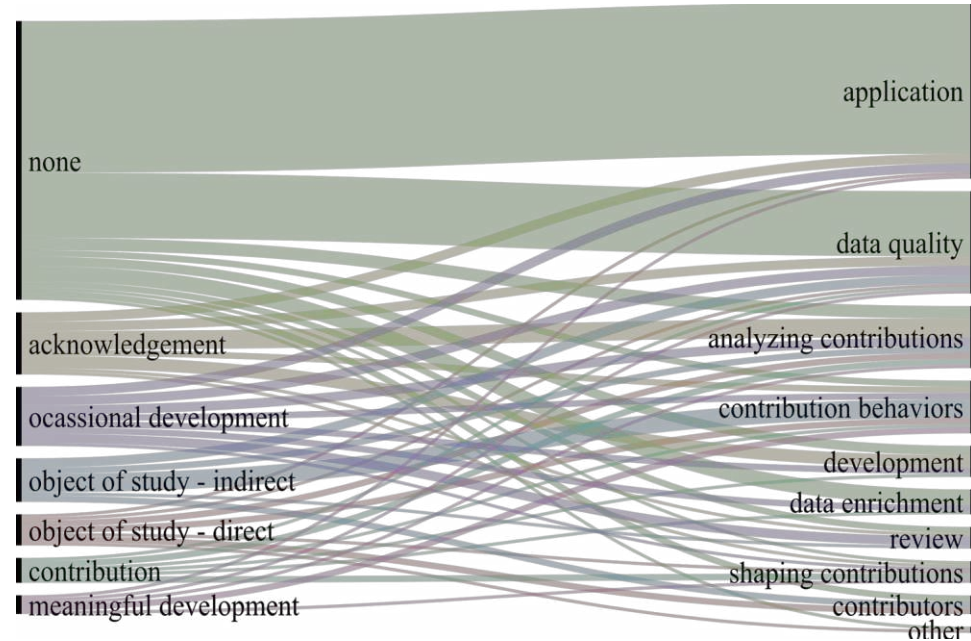 none
acknowledgement
ocassional development
object of study - indirect
object of study - direct
contribution
meaningful development
application
data quality
analyzing contributions
contribution behaviors
development
data enrichment
review
shaping contributions
contributors
other